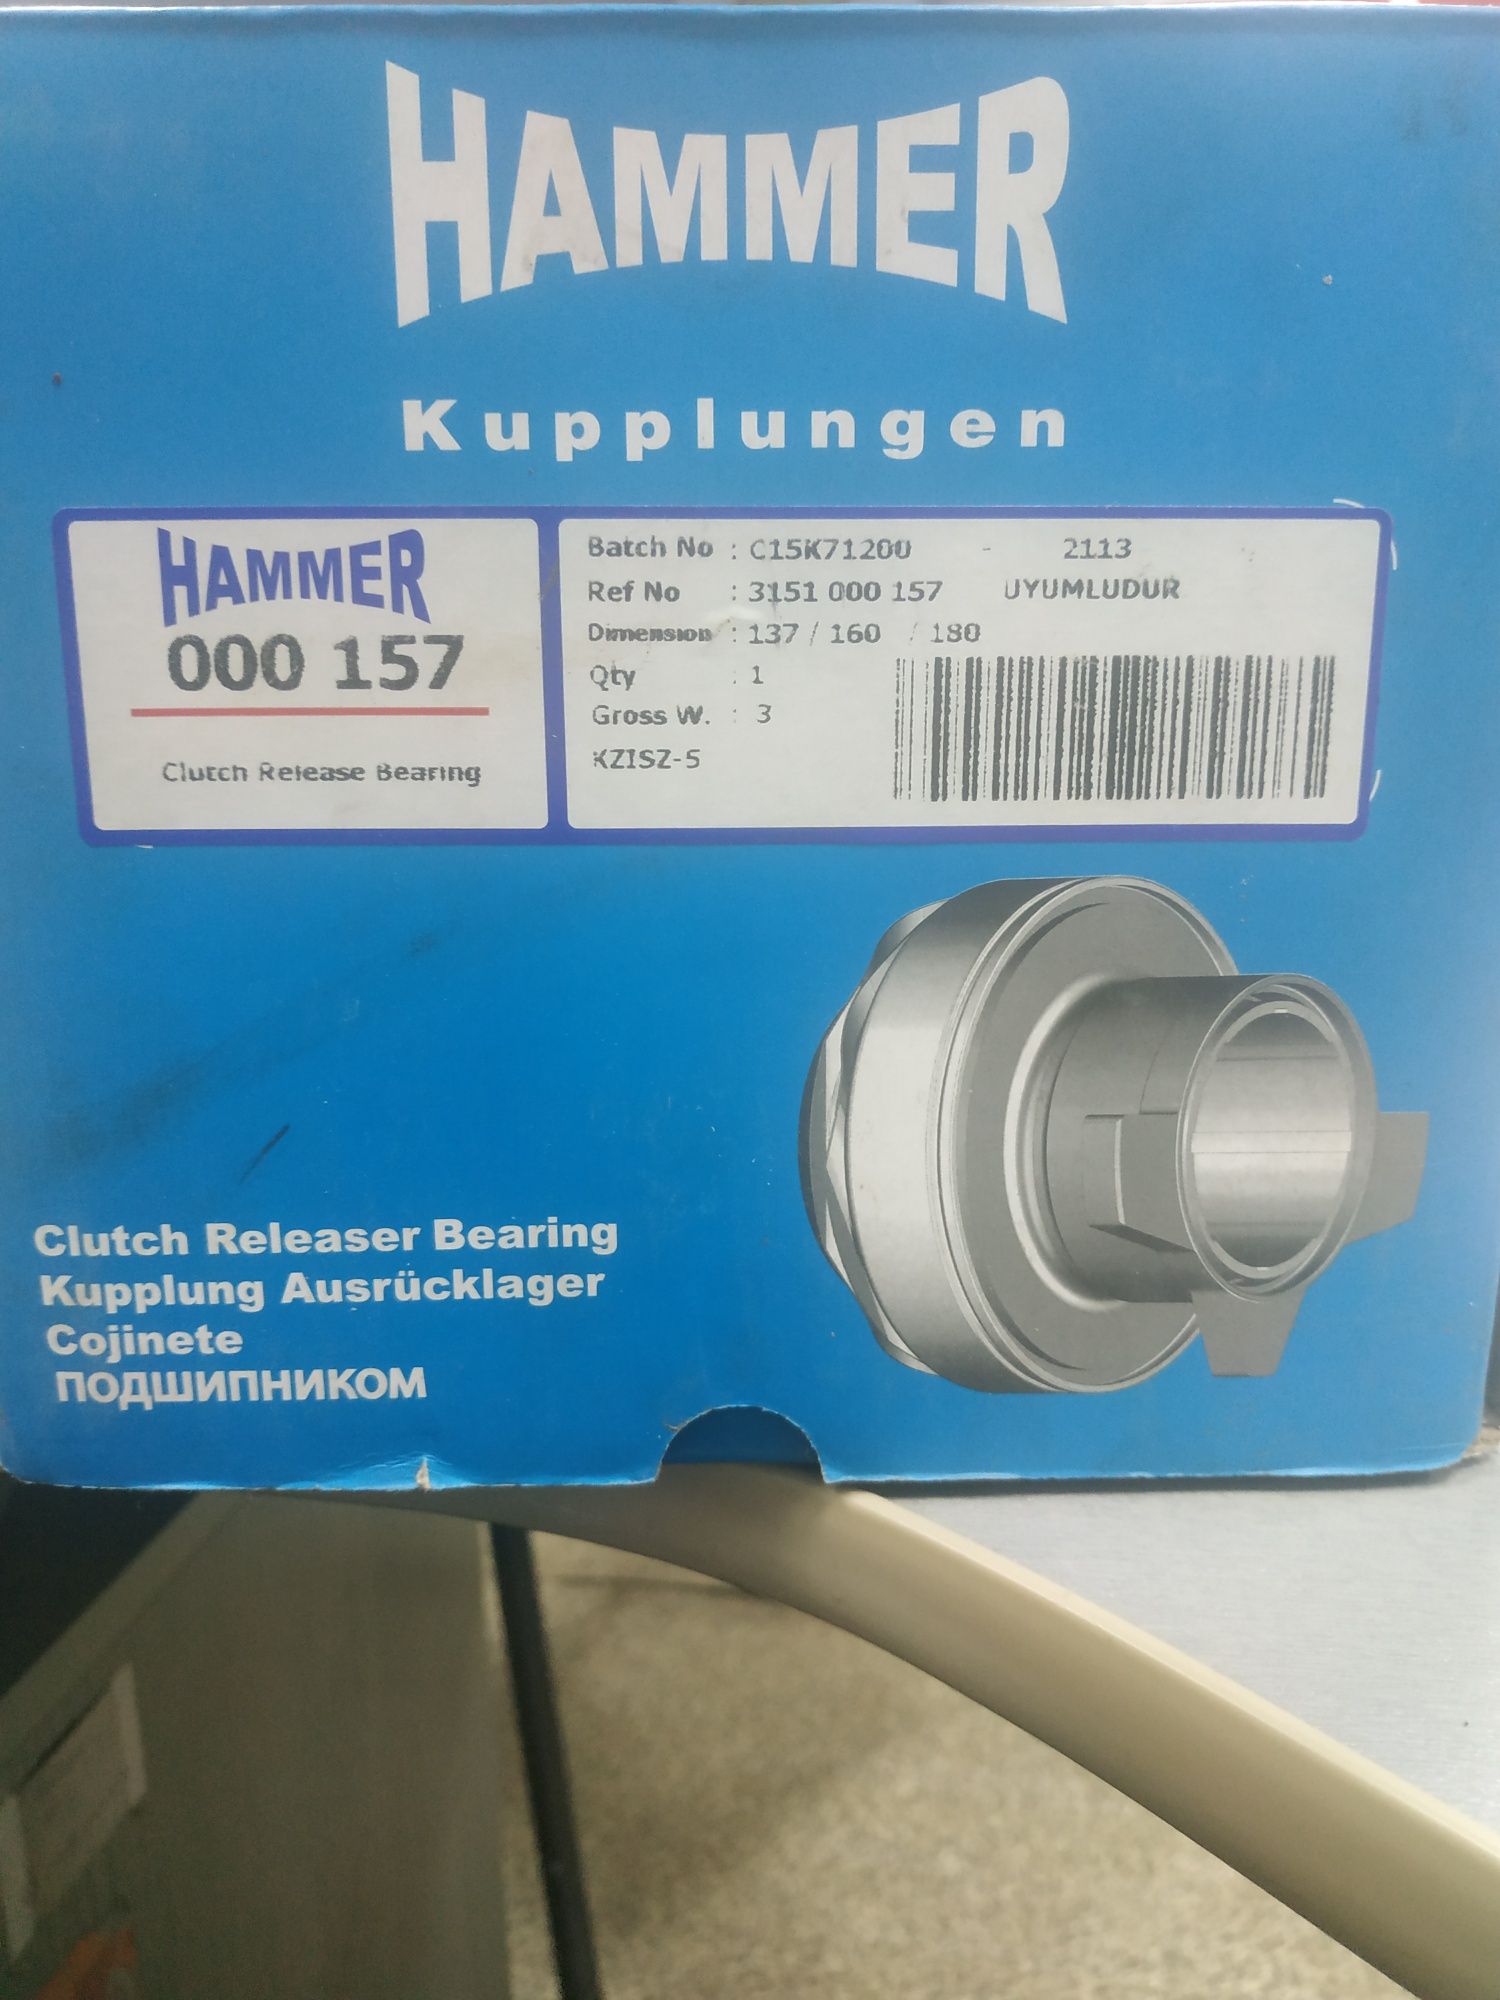 HAMMER
Kupplungen
HAMMER
000 157
Clutch Release Bearing
Batch No : C15K71200 - 2113
Ref No : 3151 000 157 UYUMLUDUR
Dimension : 137 / 160 / 180
Qty : 1
Gross W. : 3
KZISZ-5
Clutch Releaser Bearing
Kupplung Ausrücklager
Cojinete
ПОДШИПНИКОМ